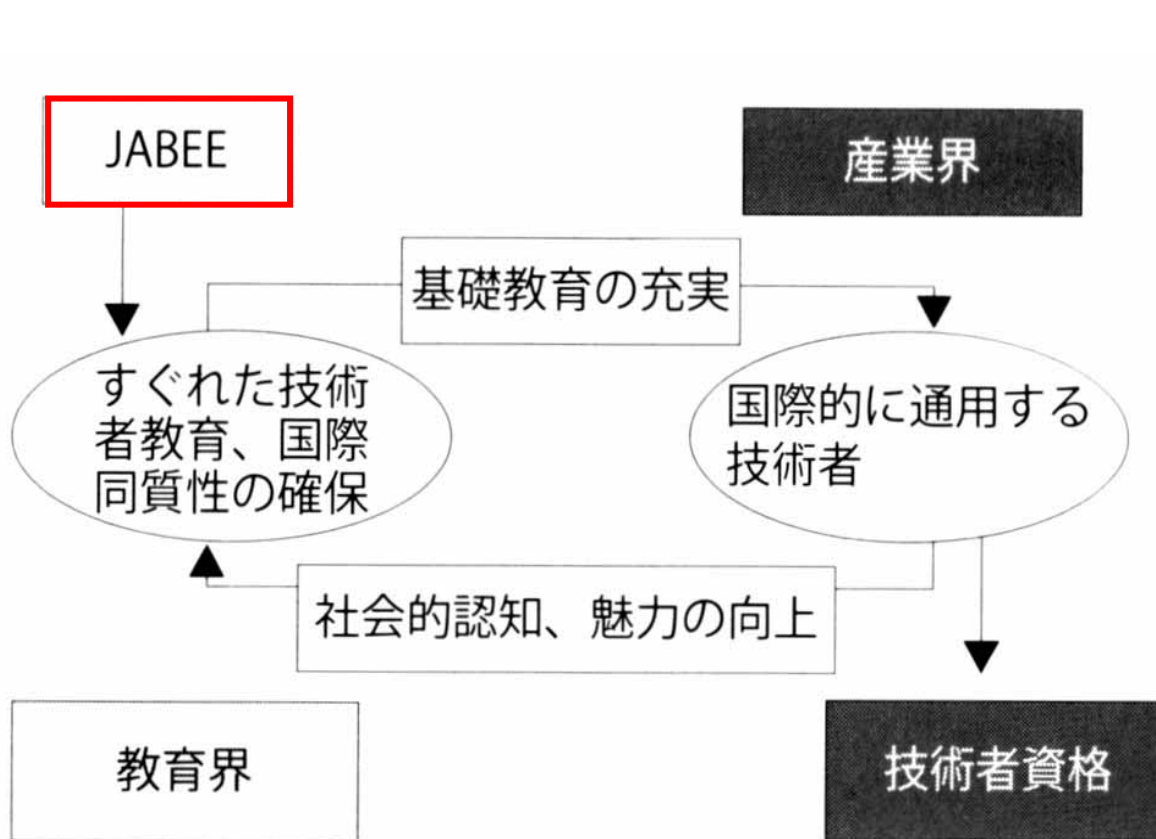 JABEE
産業界
基礎教育の充実
すぐれた技術
者教育、国際
同質性の確保
国際的に通用する
技術者
社会的認知、魅力の向上
教育界
技術者資格